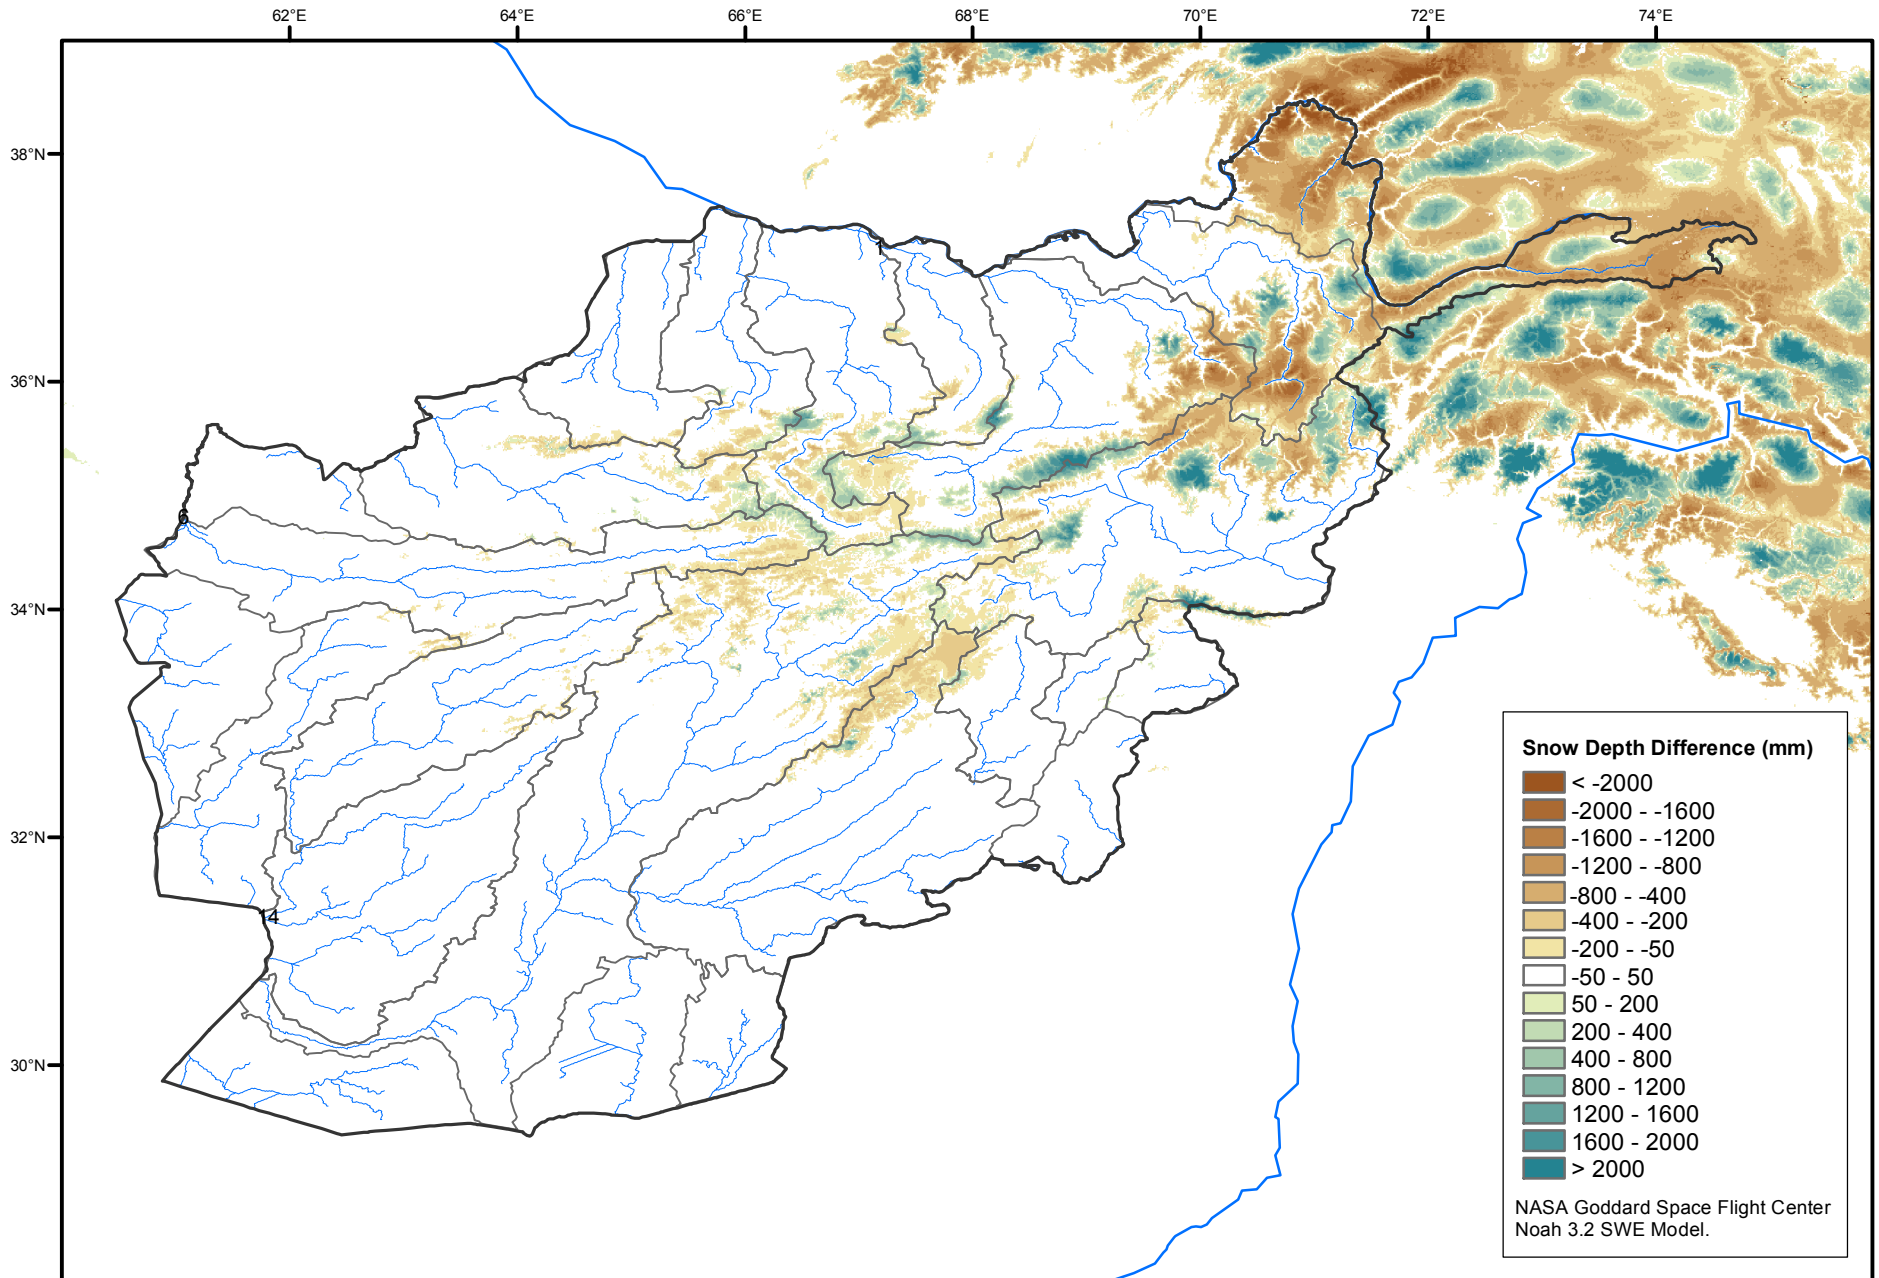 62°E
64°E
66°E
68°E
70°E
72°E
74°E
38°N
36°N
34°N
32°N
30°N
1
6
14
Snow Depth Difference (mm)
< -2000
-2000 - -1600
-1600 - -1200
-1200 - -800
-800 - -400
-400 - -200
-200 - -50
-50 - 50
50 - 200
200 - 400
400 - 800
800 - 1200
1200 - 1600
1600 - 2000
> 2000
NASA Goddard Space Flight Center
Noah 3.2 SWE Model.